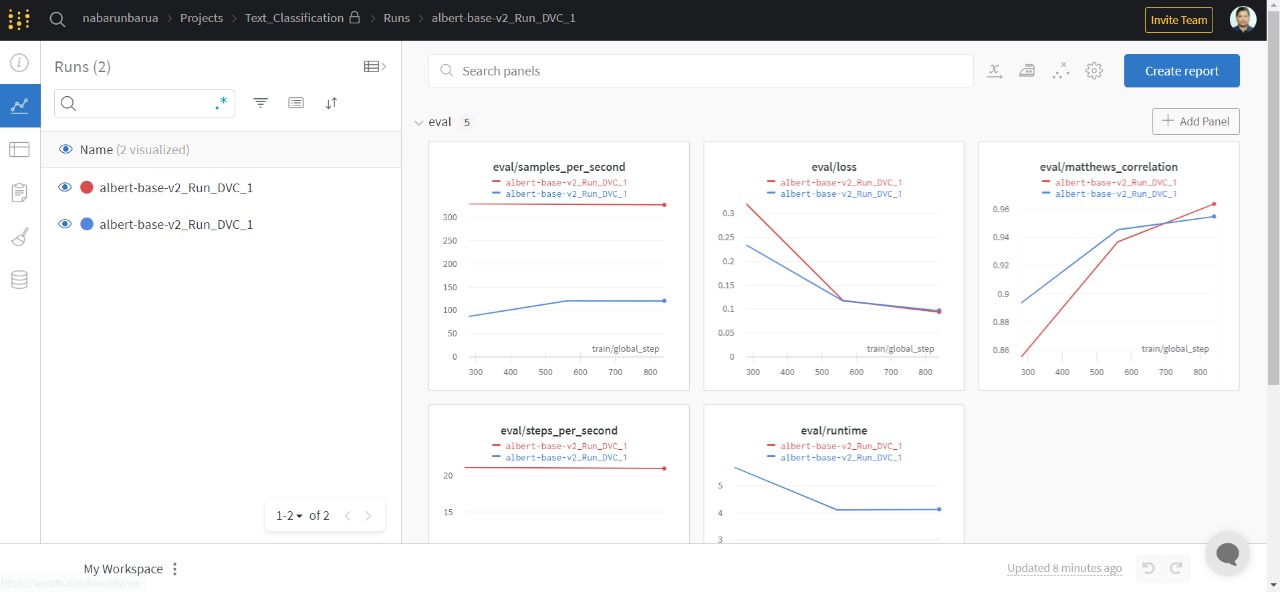 nabarunbarua > Projects > Text_Classification > Runs > albert-base-v2_Run_DVC_1
Invite Team
Runs (2)
.*
Name (2 visualized)
albert-base-v2_Run_DVC_1
albert-base-v2_Run_DVC_1
1-2 of 2
Search panels
Create report
eval 5
Add Panel
eval/samples_per_second
albert-base-v2_Run_DVC_1
albert-base-v2_Run_DVC_1
300
250
200
150
100
50
0
train/global_step
300 400 500 600 700 800
eval/loss
albert-base-v2_Run_DVC_1
albert-base-v2_Run_DVC_1
0.3
0.25
0.2
0.15
0.1
0.05
0
train/global_step
300 400 500 600 700 800
eval/matthews_correlation
albert-base-v2_Run_DVC_1
albert-base-v2_Run_DVC_1
0.96
0.94
0.92
0.9
0.88
0.86
train/global_step
300 400 500 600 700 800
eval/steps_per_second
albert-base-v2_Run_DVC_1
albert-base-v2_Run_DVC_1
20
15
eval/runtime
albert-base-v2_Run_DVC_1
albert-base-v2_Run_DVC_1
5
4
3
My Workspace
Updated 8 minutes ago
https://wandb.ai/nabarunbarua